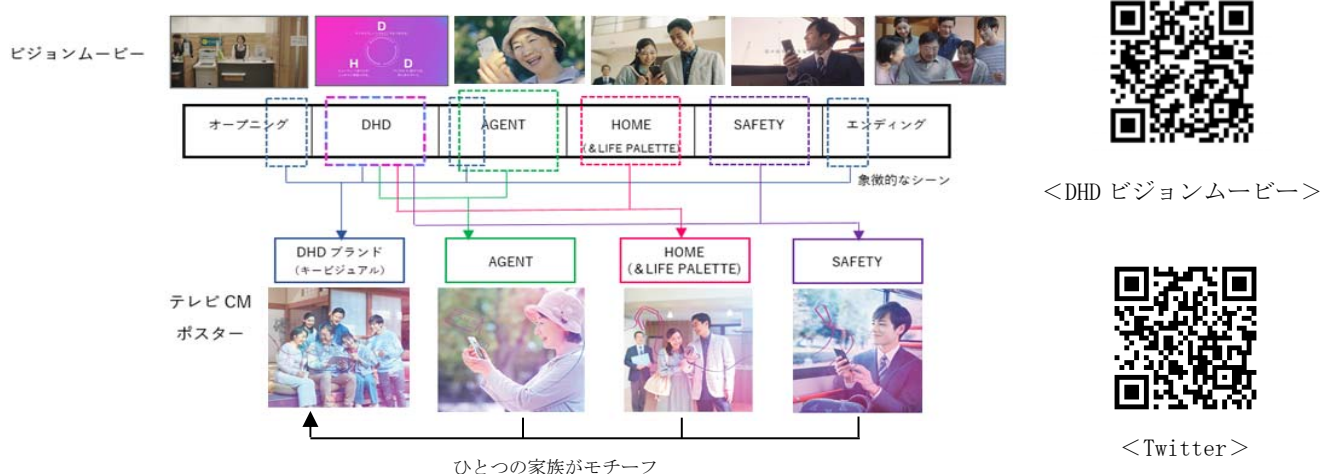 ビジョンムービー
D
H D
オープニング
DHD
AGENT
HOME
(&LIFE PALETTE)
SAFETY
エンディング
象徴的なシーン
DHD ブランド
(キービジュアル)
AGENT
HOME
(&LIFE PALETTE)
SAFETY
テレビ CM
ポスター
ひとつの家族がモチーフ
＜DHD ビジョンムービー＞
＜Twitter＞